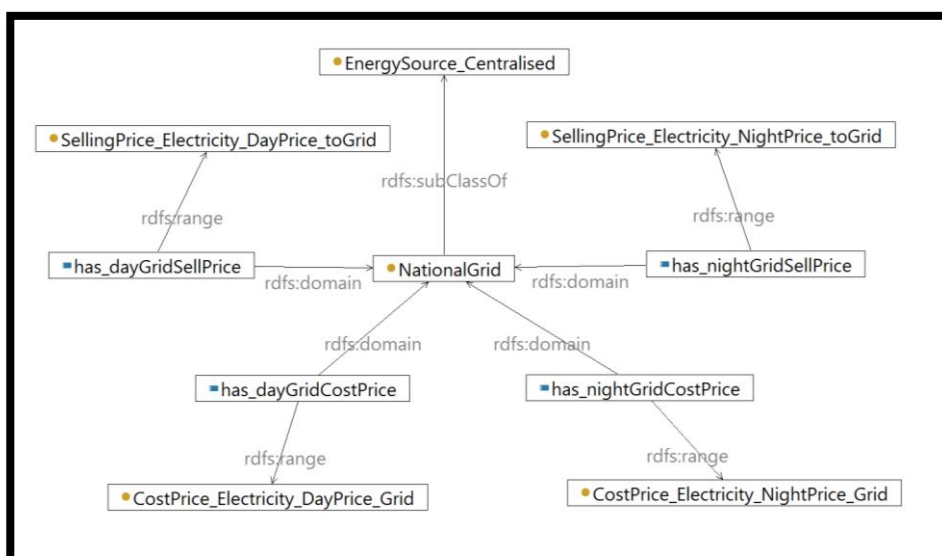 EnergySource_Centralised
SellingPrice_Electricity_DayPrice_toGrid
SellingPrice_Electricity_NightPrice_toGrid
rdfs:subClassOf
rdfs:range
rdfs:range
has_dayGridSellPrice
rdfs:domain
NationalGrid
rdfs:domain
has_nightGridSellPrice
rdfs:domain
rdfs:domain
has_dayGridCostPrice
has_nightGridCostPrice
rdfs:range
rdfs:range
CostPrice_Electricity_DayPrice_Grid
CostPrice_Electricity_NightPrice_Grid